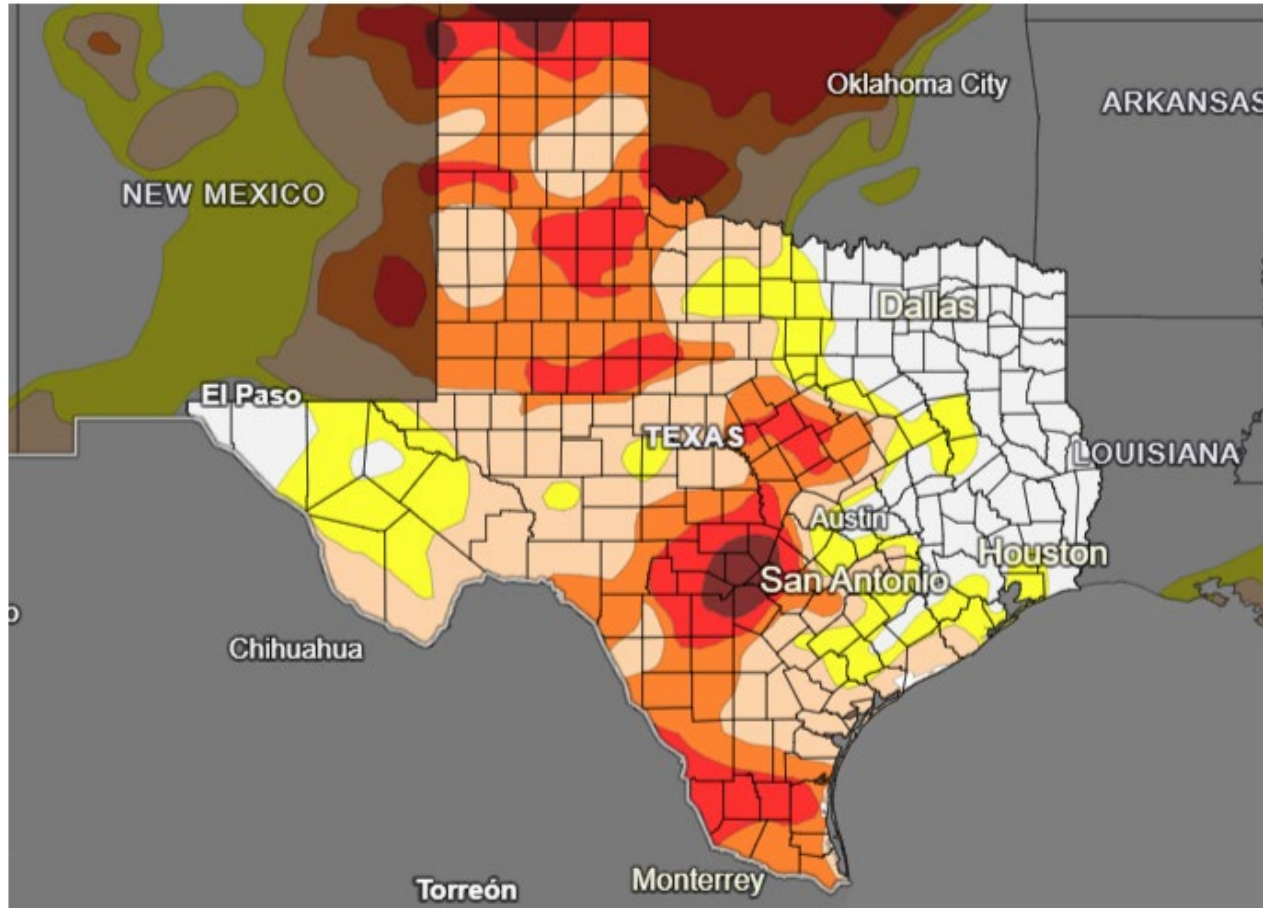 Oklahoma City
ARKANSAS
NEW MEXICO
Dallas
El Paso
TEXAS
LOUISIANA
Austin
Houston
San Antonio
Chihuahua
Torreón
Monterrey